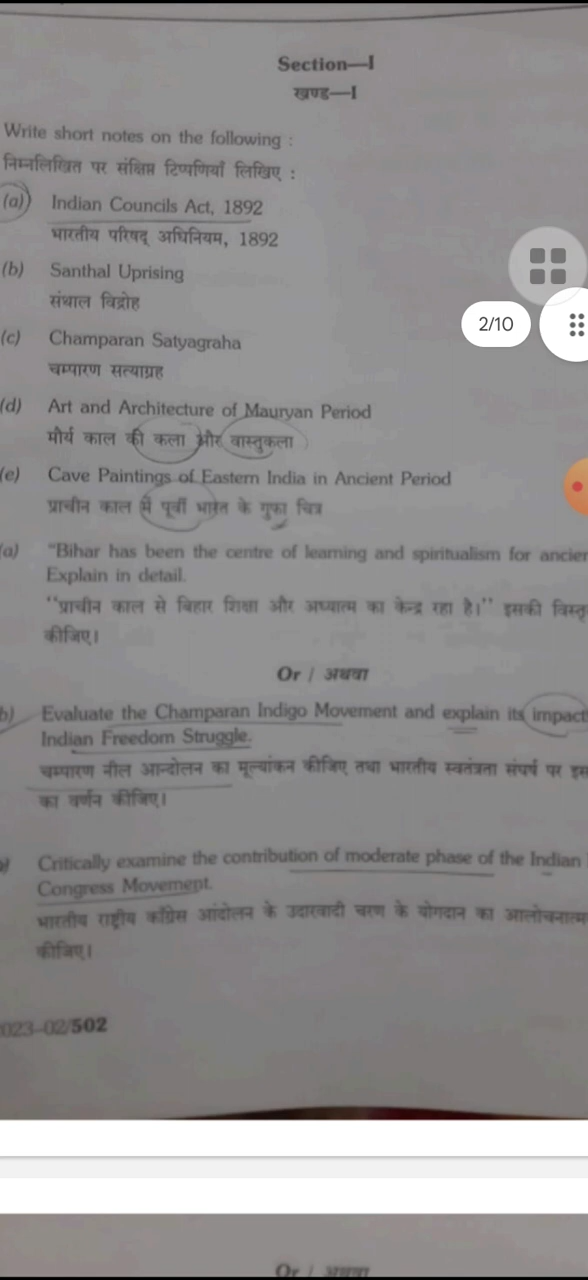 Section—I
खण्ड—I
Write short notes on the following :
निम्नलिखित पर संक्षिप्त टिप्पणियाँ लिखिए :
(a) Indian Councils Act, 1892
भारतीय परिषद् अधिनियम, 1892
(b) Santhal Uprising
संथाल विद्रोह
2/10
(c) Champaran Satyagraha
चम्पारण सत्याग्रह
(d) Art and Architecture of Mauryan Period
मौर्य काल की कला और वास्तुकला
(e) Cave Paintings of Eastern India in Ancient Period
प्राचीन काल में पूर्वी भारत के गुफा चित्र
(a) "Bihar has been the centre of learning and spiritualism for
Explain in detail.
"प्राचीन काल से बिहार शिक्षा और अध्यात्म का केन्द्र रहा है।" इसकी
कीजिए।
Or / अथवा
b) Evaluate the Champaran Indigo Movement and explain its impact
Indian Freedom Struggle.
चम्पारण नील आन्दोलन का मूल्यांकन कीजिए तथा भारतीय स्वतंत्रता संघर्ष पर
का वर्णन कीजिए।
Critically examine the contribution of moderate phase of the Indian
Congress Movement.
भारतीय राष्ट्रीय काँग्रेस आंदोलन के उदारवादी चरण के योगदान का
कीजिए।
023-02/502
Or / अथवा